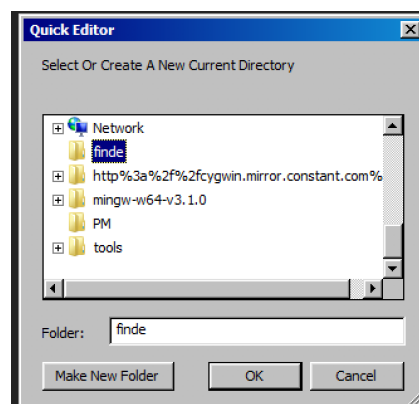 Quick Editor
Select Or Create A New Current Directory
Network
finde
http%3a%2f%2fcygwin.mirror.constant.com%
mingw-w64-v3.1.0
PM
tools
Folder: finde
Make New Folder OK Cancel